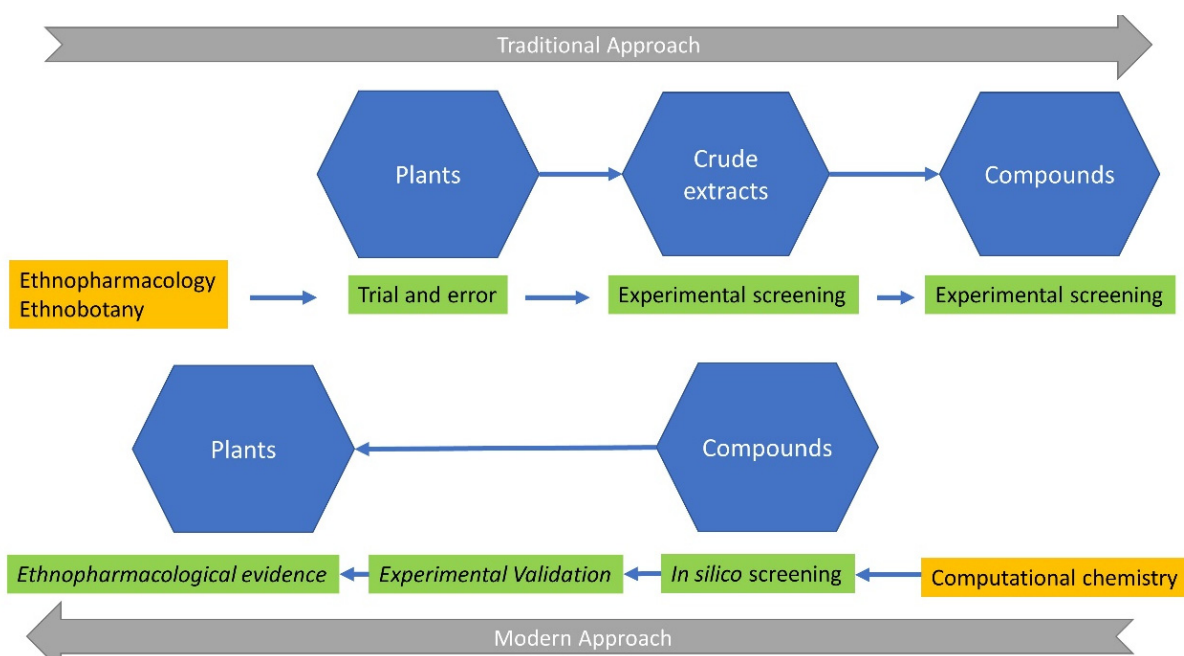 Traditional Approach
Plants
Crude
extracts
Compounds
Ethnopharmacology
Ethnobotany
Trial and error
Experimental screening
Experimental screening
Plants
Compounds
Ethnopharmacological evidence
Experimental Validation
In silico screening
Computational chemistry
Modern Approach